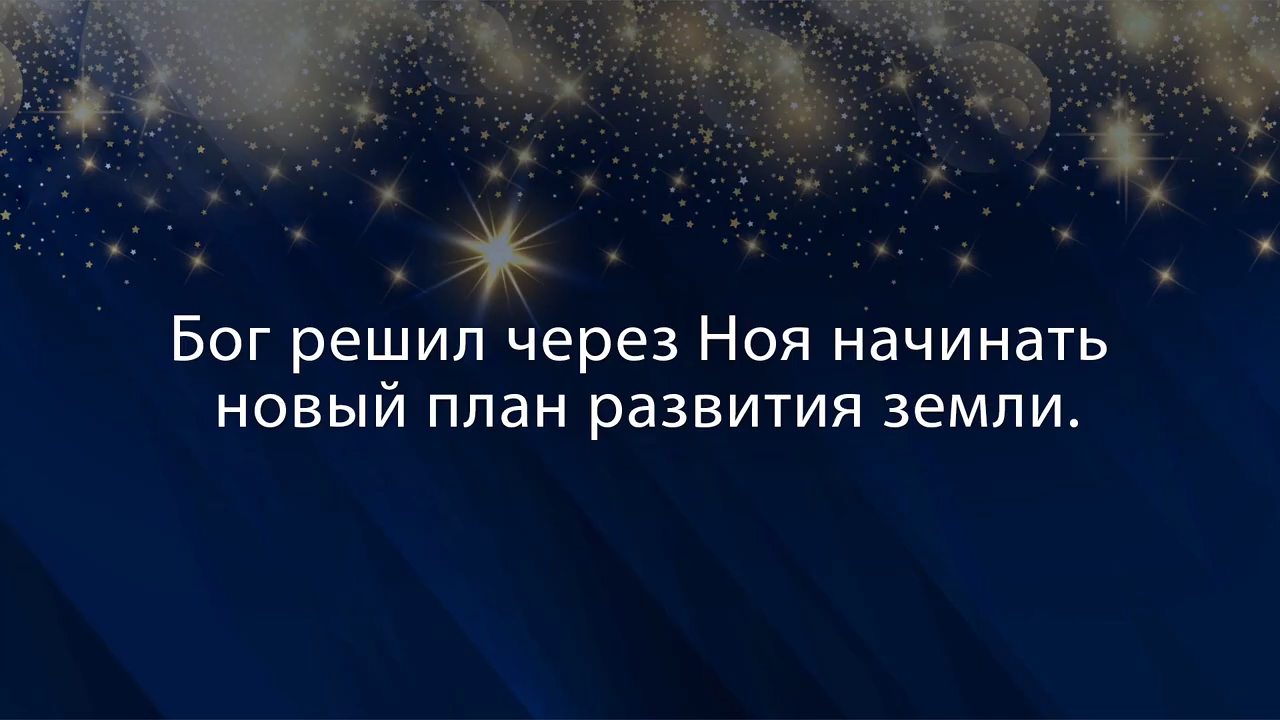 Бог решил через Ноя начинать
новый план развития земли.